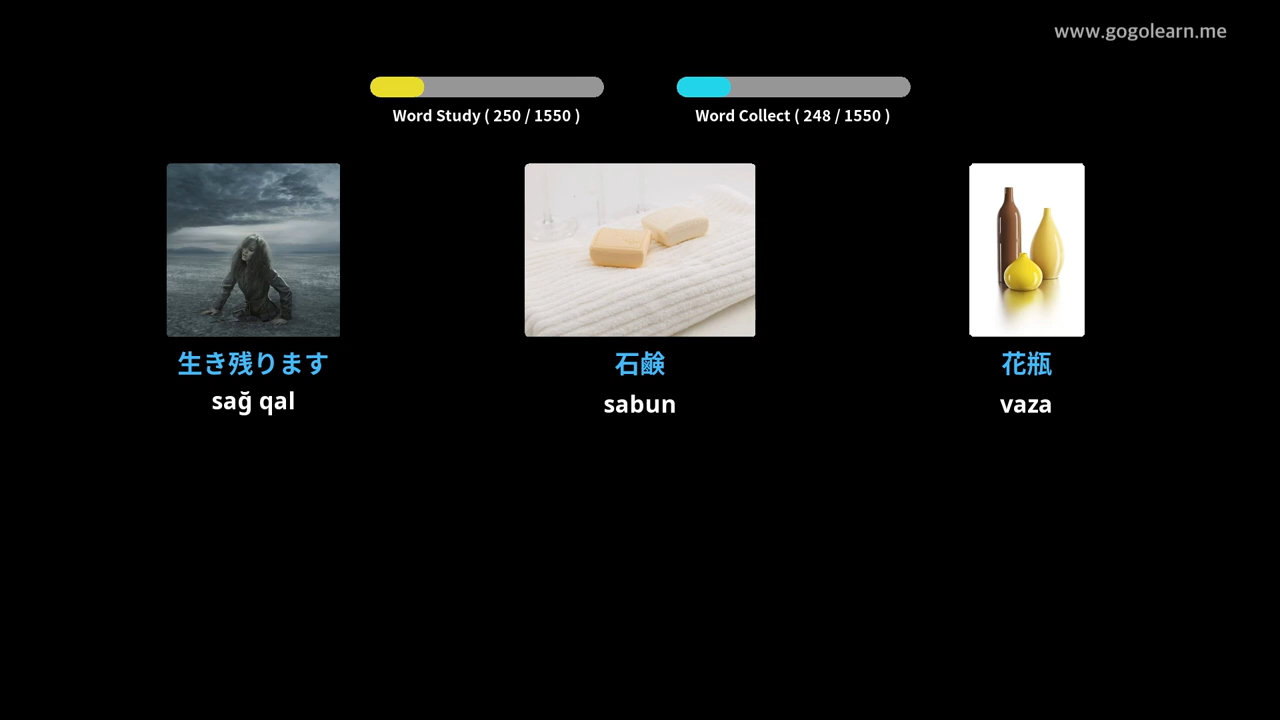 www.gogolearn.me
Word Study ( 250 / 1550 )
Word Collect ( 248 / 1550 )
生き残ります
石鹸
花瓶
sağ qal
sabun
vaza